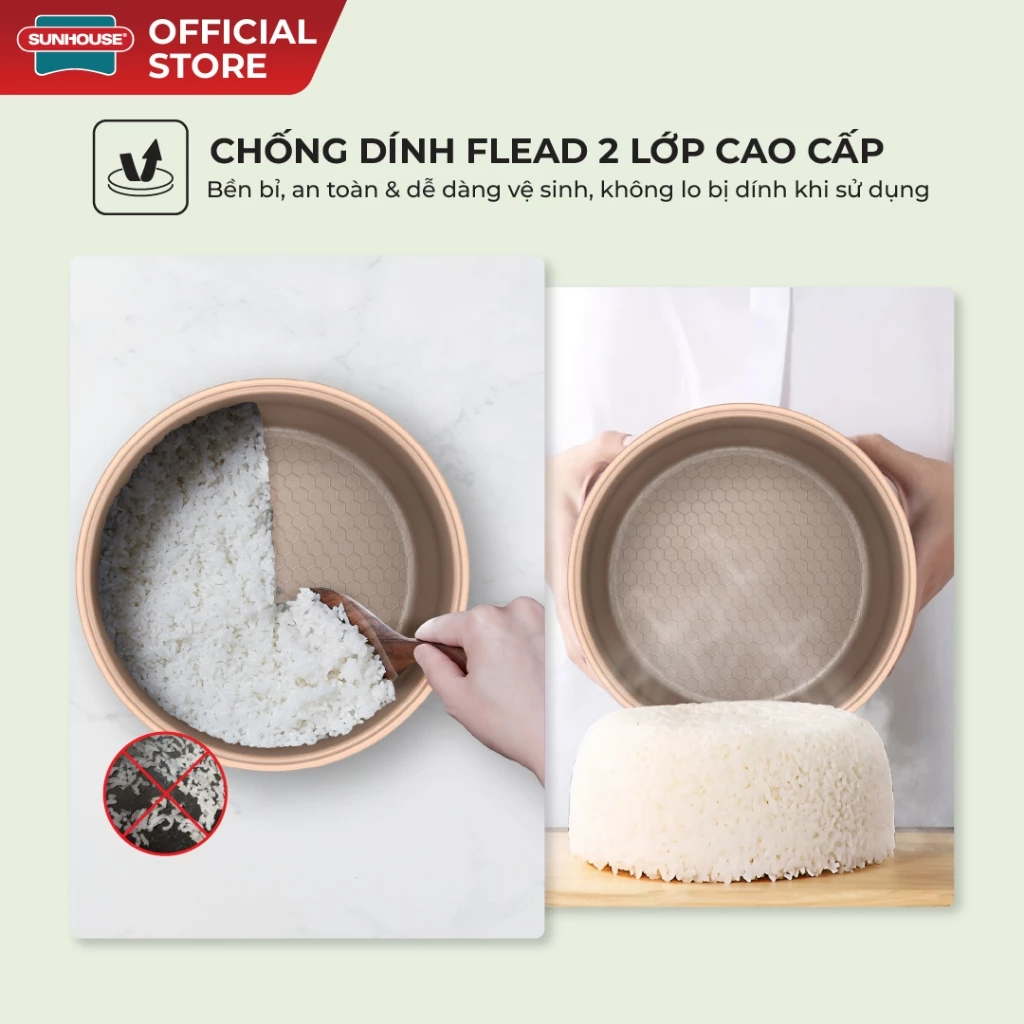 SUNHOUSE®
OFFICIAL
STORE
CHỐNG DÍNH FLEAD 2 LỚP CAO CẤP
Bền bỉ, an toàn & dễ dàng vệ sinh, không lo bị dính khi sử dụng